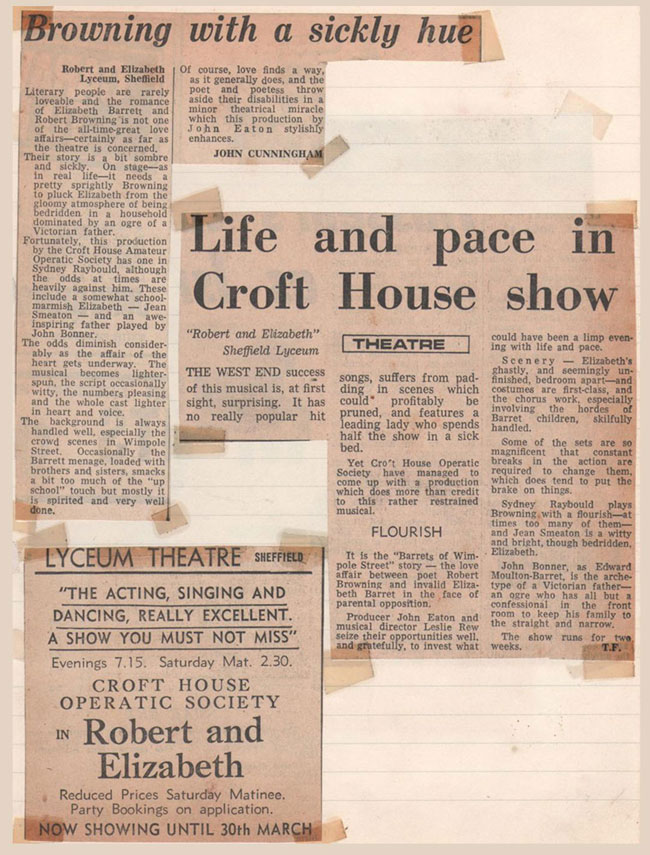 Browning with a sickly hue
Robert and Elizabeth
Lyceum, Sheffield
Literary people are rarely
loveable and the romance
of Elizabeth Barrett and
Robert Browning is not one
of the all-time-great love
affairs—certainly as far as
the theatre is concerned.
Their story is a bit sombre
and sickly. On stage—as
in real life—it needs a
pretty sprightly Browning
to pluck Elizabeth from the
gloomy atmosphere of being
bedridden in a household
dominated by an ogre of a
Victorian father.
Fortunately, this production
by the Croft House Amateur
Operatic Society has one in
Sydney Raybould, although
the odds at times are
heavily against him. These
include a somewhat school-
marmish Elizabeth — Jean
Smeaton — and an awe-
inspiring father played by
John Bonner.
The odds diminish consider-
ably as the affair of the
heart gets underway. The
musical becomes lighter-
spun, the script occasionally
witty, the numbers pleasing
and the whole cast lighter
in heart and voice.
The background is always
handled well, especially the
crowd scenes in Wimpole
Street. Occasionally the
Barrett menage, loaded with
brothers and sisters, smacks
a bit too much of the "up
school" touch but mostly it
is spirited and very well
done.
Of course, love finds a way,
as it generally does, and the
poet and poetess throw
aside their disabilities in a
minor theatrical miracle
which this production by
John Eaton stylishly
enhances.
JOHN CUNNINGHAM
Life and pace in
Croft House show
"Robert and Elizabeth"
Sheffield Lyceum
THE WEST END success
of this musical is, at first
sight, surprising. It has
no really popular hit
THEATRE
songs, suffers from pad-
ding in scenes which
could profitably be
pruned, and features a
leading lady who spends
half the show in a sick
bed.
Yet Cro't House Operatic
Society have managed to
come up with a production
which does more than credit
to this rather restrained
musical.
FLOURISH
It is the "Barrets of Wim-
pole Street" story — the love
affair between poet Robert
Browning and invalid Eliza-
beth Barret in the face of
parental opposition.
Producer John Eaton and
musical director Leslie Rew
seize their opportunities well,
and gratefully, to invest what
could have been a limp even-
ing with life and pace.
Scenery — Elizabeth's
ghastly, and seemingly un-
finished, bedroom apart—and
costumes are first-class, and
the chorus work, especially
involving the hordes of
Barret children, skilfully
handled.
Some of the sets are so
magnificent that constant
breaks in the action are
required to change them,
which does tend to put the
brake on things.
Sydney Raybould plays
Browning with a flourish—at
times too many of them—
and Jean Smeaton is a witty
and bright, though bedridden,
Elizabeth.
John Bonner, as Edward
Moulton-Barret, is the arche-
type of a Victorian father—
an ogre who has all but a
confessional in the front
room to keep his family to
the straight and narrow.
The show runs for two
weeks.
T.F.
LYCEUM THEATRE SHEFFIELD
"THE ACTING, SINGING AND
DANCING, REALLY EXCELLENT.
A SHOW YOU MUST NOT MISS"
Evenings 7.15. Saturday Mat. 2.30.
CROFT HOUSE
OPERATIC SOCIETY
IN Robert and
Elizabeth
Reduced Prices Saturday Matinee.
Party Bookings on application.
NOW SHOWING UNTIL 30th MARCH